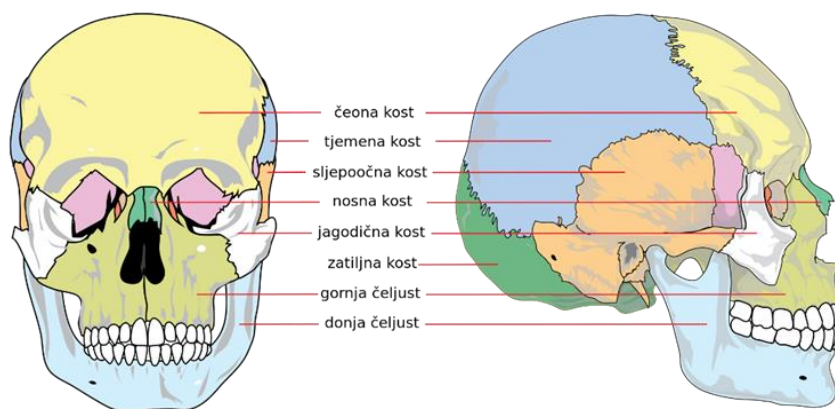 čeona kost
tjemena kost
sljepoočna kost
nosna kost
jagodična kost
zatiljna kost
gornja čeljust
donja čeljust